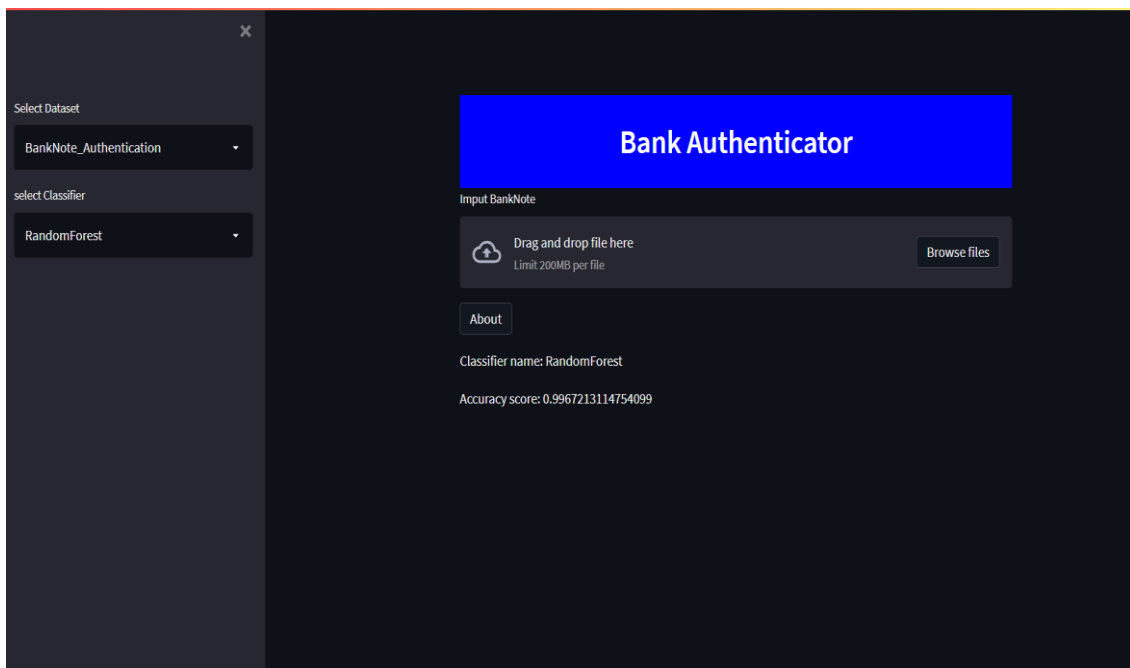 Select Dataset
BankNote_Authentication
select Classifier
RandomForest
Bank Authenticator
Imput BankNote
Drag and drop file here
Limit 200MB per file
Browse files
About
Classifier name: RandomForest
Accuracy score: 0.9967213114754099